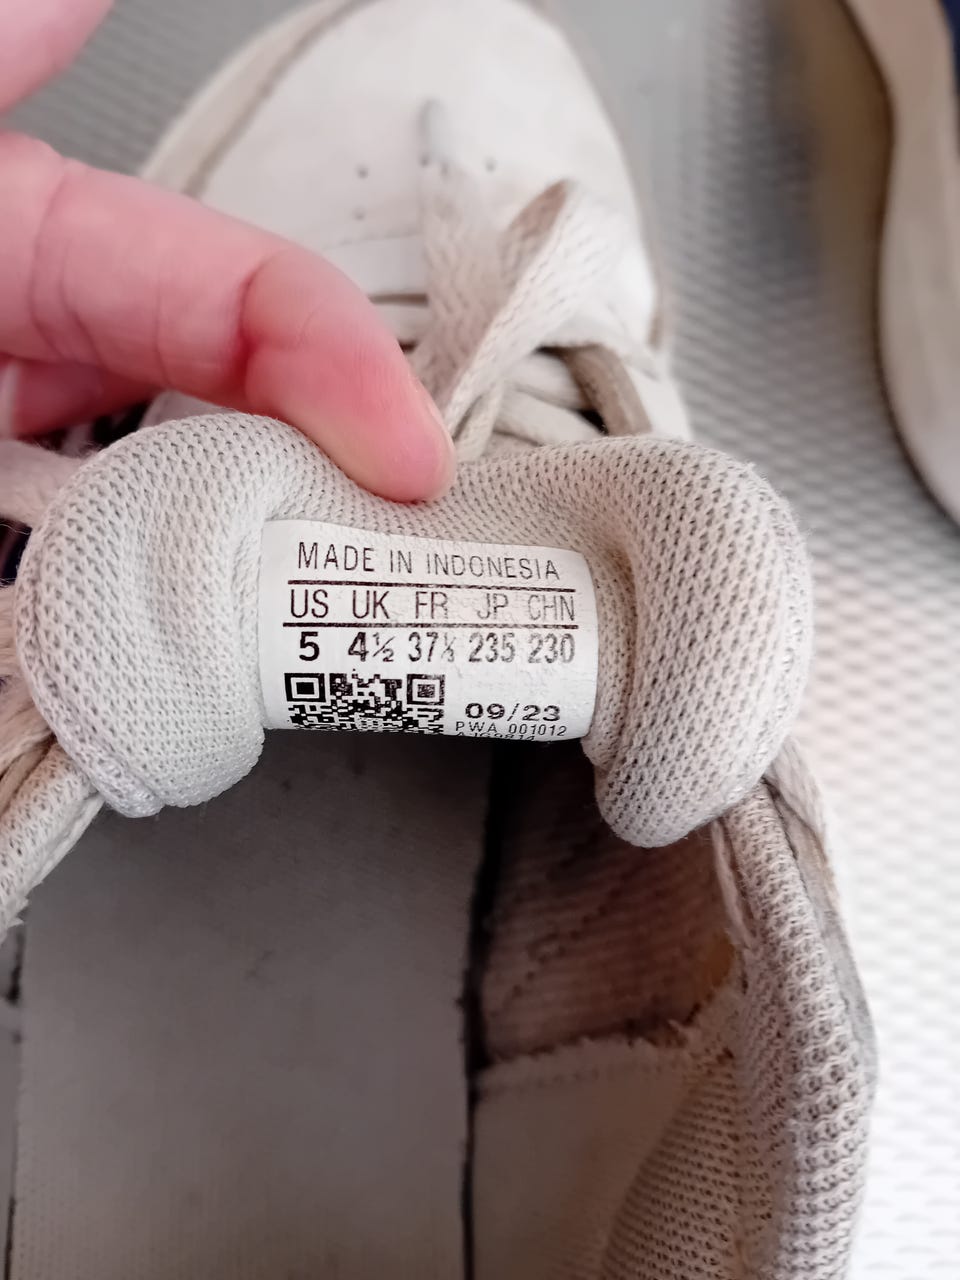 MADE IN INDONESIA
US UK FR JP CHN
5 4½ 37⅓ 235 230
09/23
PWA 001012